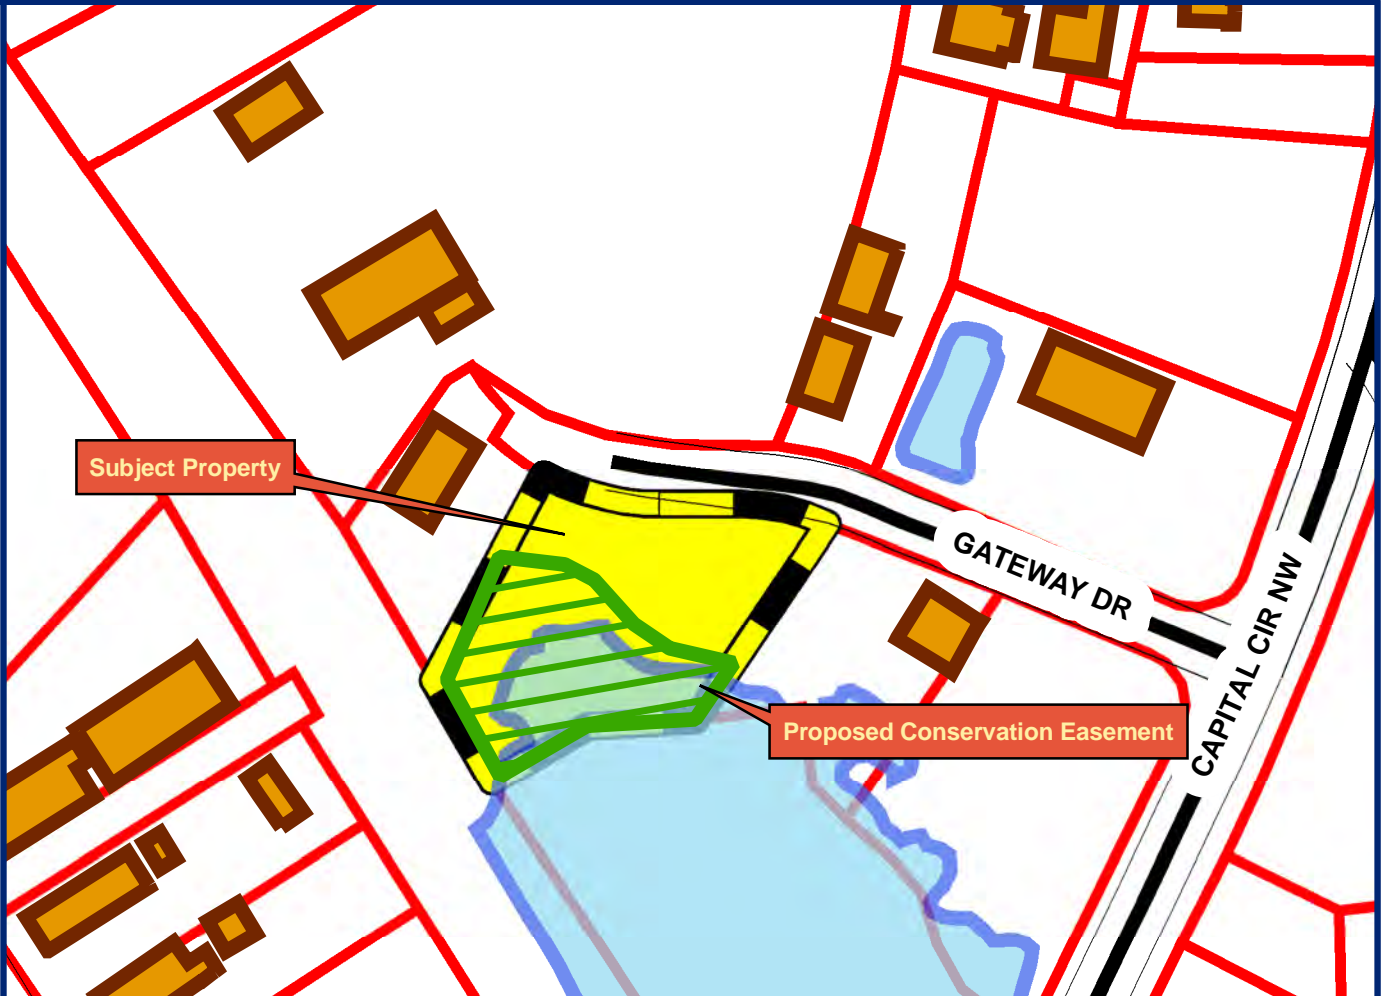 Subject Property
GATEWAY DR
CAPITAL CIR NW
Proposed Conservation Easement